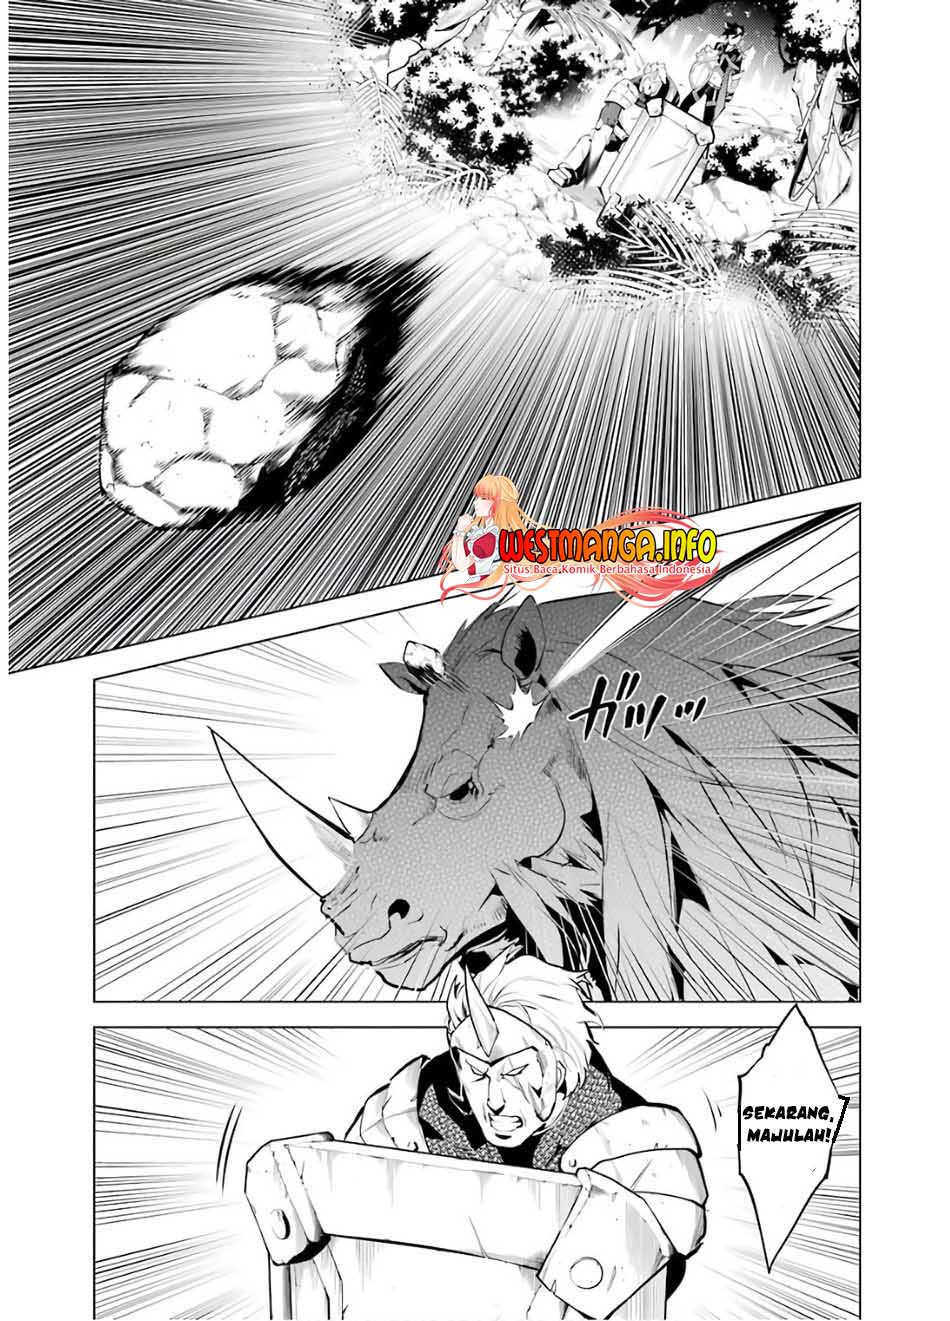 WESTMANGA.INFO
Situs Baca Komik Berbahasa Indonesia
ガッッ
SEKARANG,
MAJULAH!